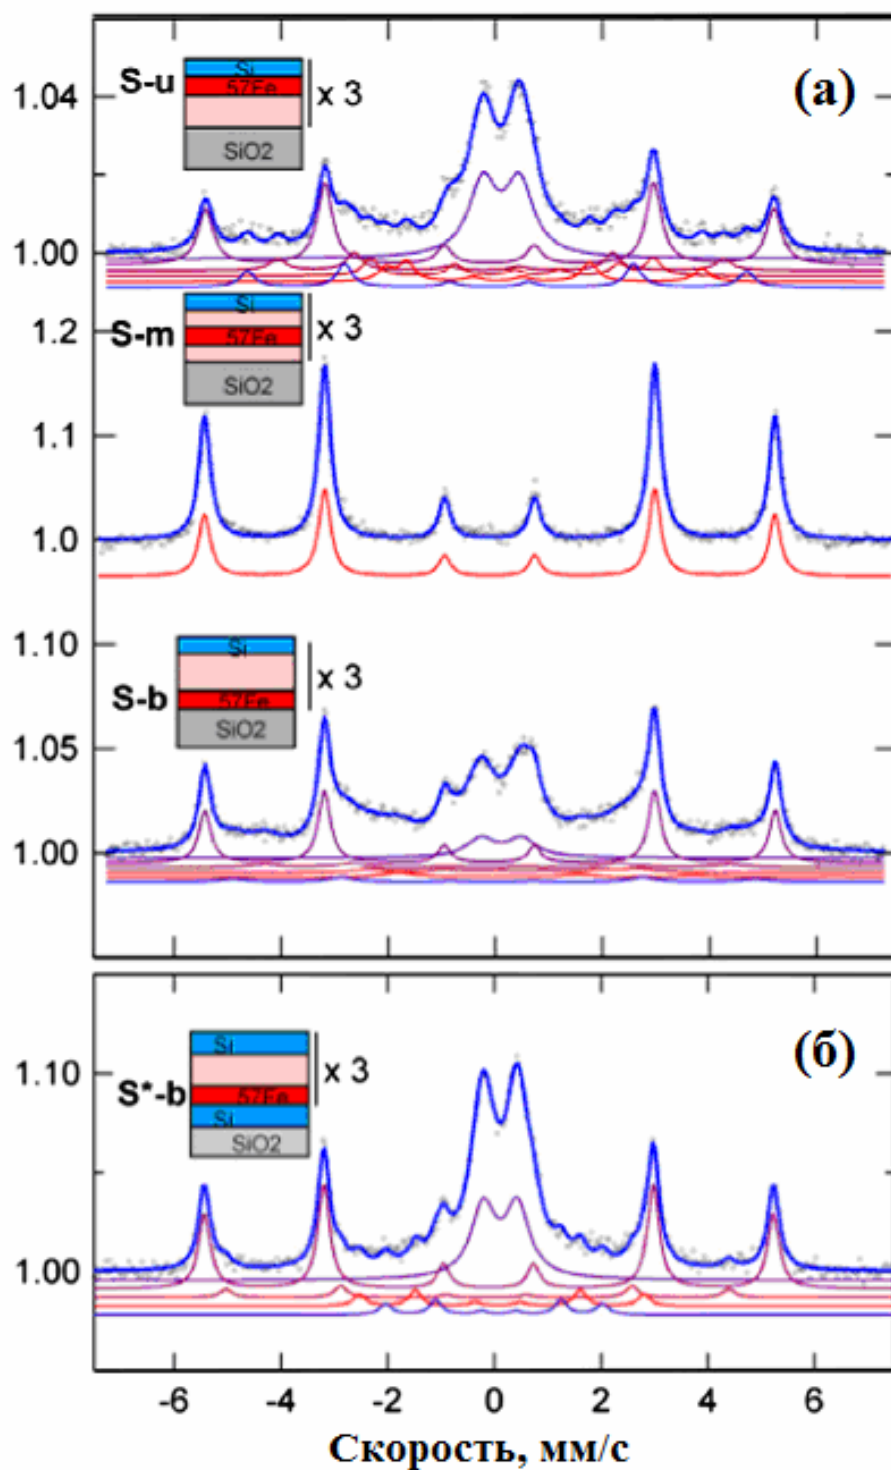 (а)
S-u
Si
57Fe
SiO2
x 3
1.04
1.00
S-m
Si
57Fe
SiO2
x 3
1.2
1.1
1.0
S-b
Si
57Fe
SiO2
x 3
1.10
1.05
1.00
(б)
S*-b
Si
57Fe
Si
SiO2
x 3
1.10
1.00
-6 -4 -2 0 2 4 6
Скорость, мм/с